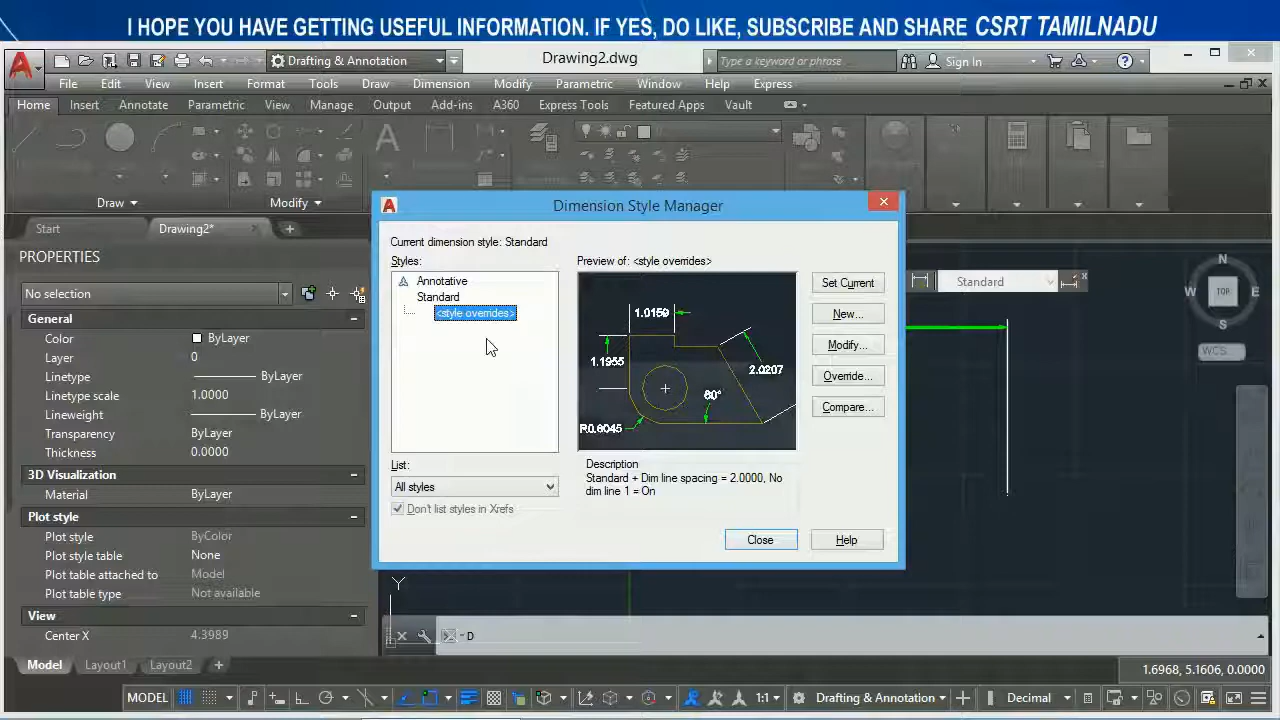 I HOPE YOU HAVE GETTING USEFUL INFORMATION. IF YES, DO LIKE, SUBSCRIBE AND SHARE CSRT TAMILNADU
Drafting & Annotation
Drawing2.dwg
Type a keyword or phrase
Sign In
File Edit View Insert Format Tools Draw Dimension Modify Parametric Window Help Express
Home Insert Annotate Parametric View Manage Output Add-ins A360 Express Tools Featured Apps Vault
Draw
Modify
Start
Drawing2*
Dimension Style Manager
Current dimension style: Standard
Styles:
Annotative
Standard
<style overrides>
Preview of: <style overrides>
1.0159
1.1955
2.0207
60°
R0.8045
Set Current
New...
Modify...
Override...
Compare...
List:
All styles
Don't list styles in Xrefs
Description
Standard + Dim line spacing = 2.0000, No
dim line 1 = On
Close
Help
PROPERTIES
No selection
General
Color ByLayer
Layer 0
Linetype ByLayer
Linetype scale 1.0000
Lineweight ByLayer
Transparency ByLayer
Thickness 0.0000
3D Visualization
Material ByLayer
Plot style
Plot style ByColor
Plot style table None
Plot table attached to Model
Plot table type Not available
View
Center X 4.3989
Standard
N
W TOP E
S
WCS
Y
D
Model Layout1 Layout2
1.6968, 5.1606, 0.0000
MODEL
1:1
Drafting & Annotation
Decimal